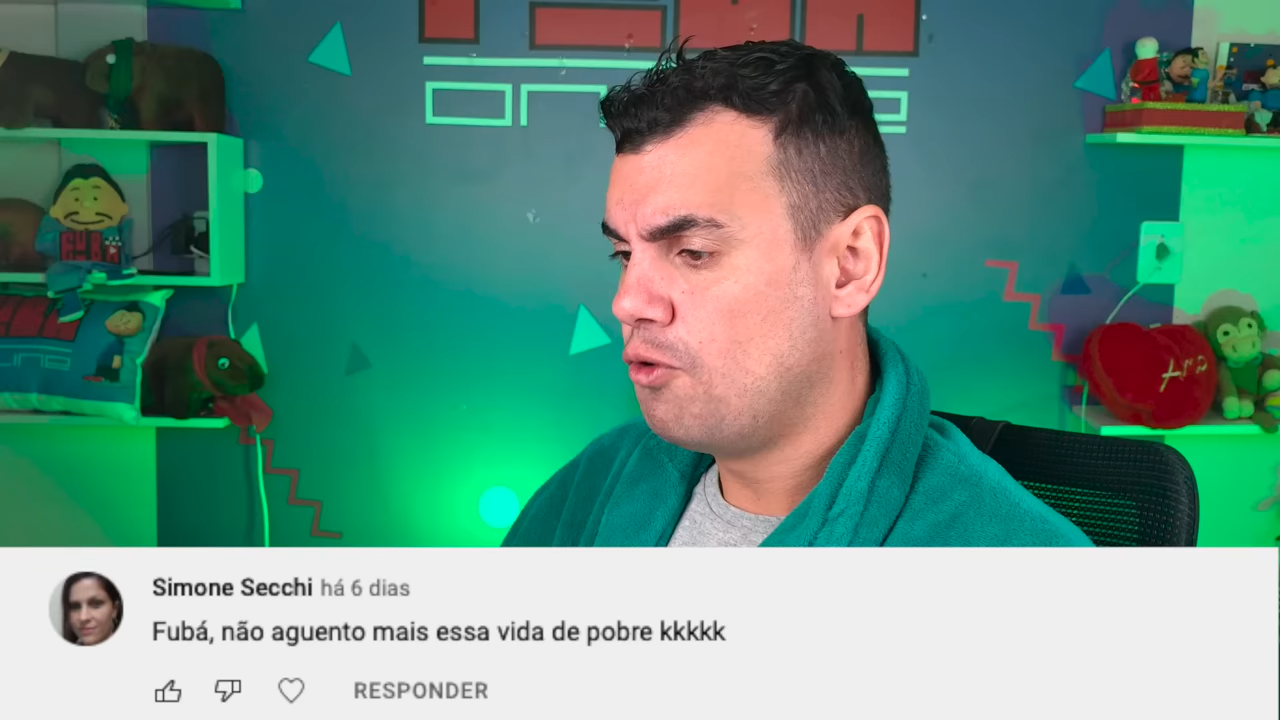 Simone Secchi há 6 dias
Fubá, não aguento mais essa vida de pobre kkkkk
RESPONDER